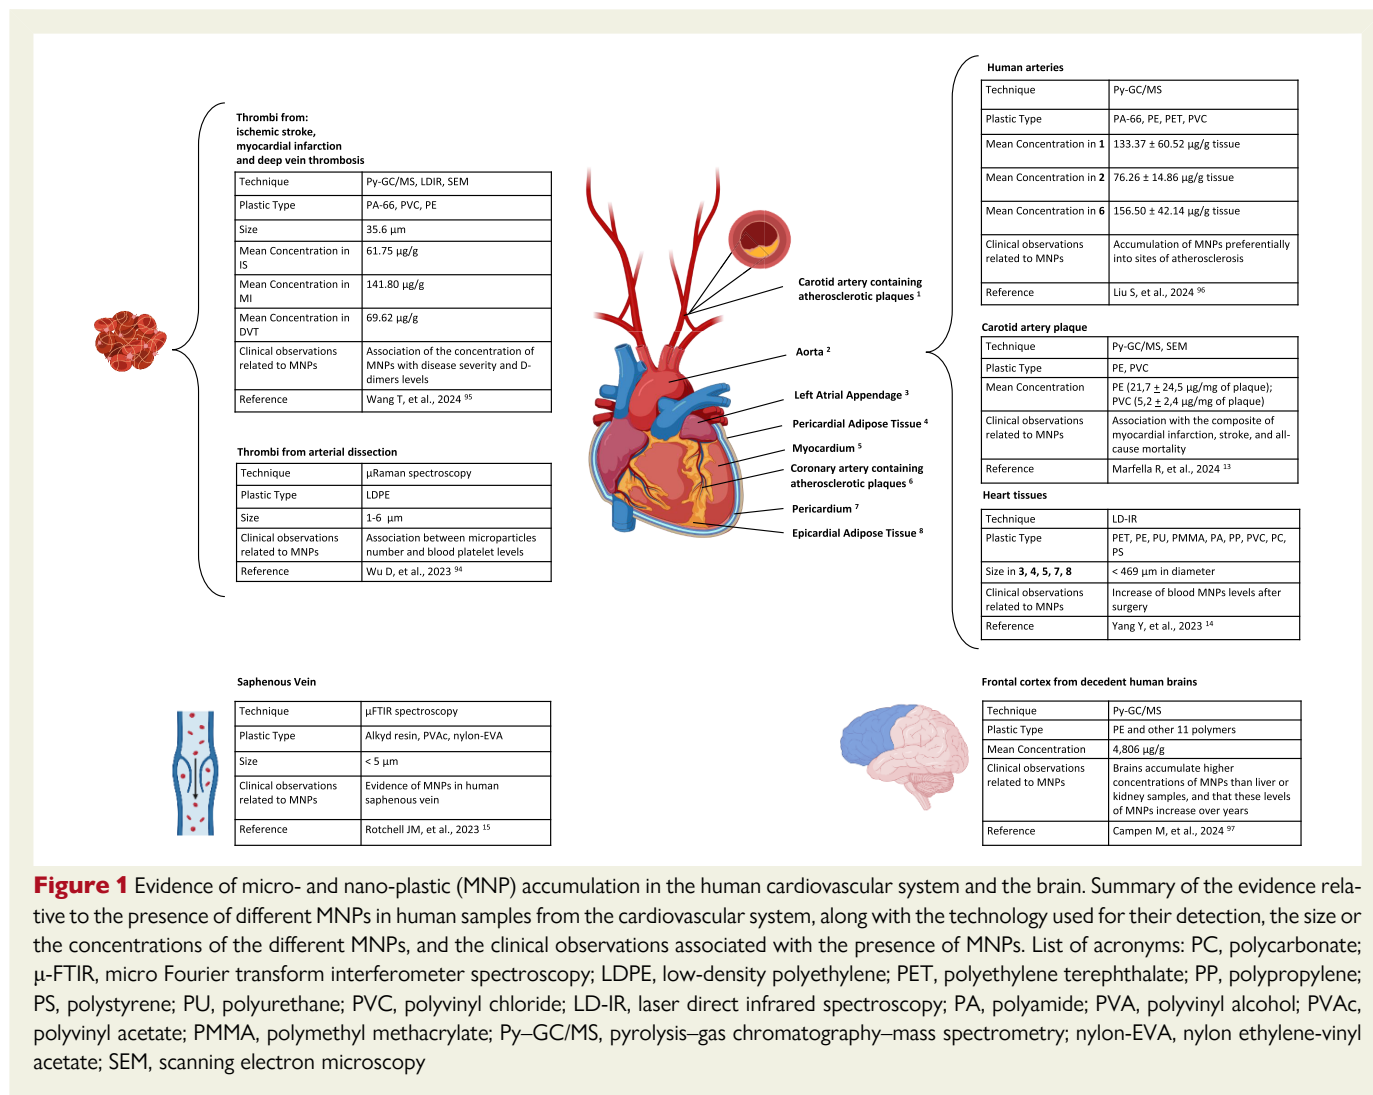 Thrombi from:
ischemic stroke,
myocardial infarction
and deep vein thrombosis
Technique Py-GC/MS, LDIR, SEM
Plastic Type PA-66, PVC, PE
Size 35.6 μm
Mean Concentration in IS 61.75 μg/g
Mean Concentration in MI 141.80 μg/g
Mean Concentration in DVT 69.62 μg/g
Clinical observations related to MNPs Association of the concentration of MNPs with disease severity and D-dimers levels
Reference Wang T, et al., 2024 95
Thrombi from arterial dissection
Technique μRaman spectroscopy
Plastic Type LDPE
Size 1-6 μm
Clinical observations related to MNPs Association between microparticles number and blood platelet levels
Reference Wu D, et al., 2023 94
Saphenous Vein
Technique μFTIR spectroscopy
Plastic Type Alkyd resin, PVAc, nylon-EVA
Size < 5 μm
Clinical observations related to MNPs Evidence of MNPs in human saphenous vein
Reference Rotchell JM, et al., 2023 15
Carotid artery containing
atherosclerotic plaques 1
Aorta 2
Left Atrial Appendage 3
Pericardial Adipose Tissue 4
Myocardium 5
Coronary artery containing
atherosclerotic plaques 6
Pericardium 7
Epicardial Adipose Tissue 8
Human arteries
Technique Py-GC/MS
Plastic Type PA-66, PE, PET, PVC
Mean Concentration in 1 133.37 ± 60.52 μg/g tissue
Mean Concentration in 2 76.26 ± 14.86 μg/g tissue
Mean Concentration in 6 156.50 ± 42.14 μg/g tissue
Clinical observations related to MNPs Accumulation of MNPs preferentially into sites of atherosclerosis
Reference Liu S, et al., 2024 96
Carotid artery plaque
Technique Py-GC/MS, SEM
Plastic Type PE, PVC
Mean Concentration PE (21,7 ± 24,5 μg/mg of plaque); PVC (5,2 ± 2,4 μg/mg of plaque)
Clinical observations related to MNPs Association with the composite of myocardial infarction, stroke, and all-cause mortality
Reference Marfella R, et al., 2024 13
Heart tissues
Technique LD-IR
Plastic Type PET, PE, PU, PMMA, PA, PP, PVC, PC, PS
Size in 3, 4, 5, 7, 8 < 469 μm in diameter
Clinical observations related to MNPs Increase of blood MNPs levels after surgery
Reference Yang Y, et al., 2023 14
Frontal cortex from decedent human brains
Technique Py-GC/MS
Plastic Type PE and other 11 polymers
Mean Concentration 4,806 μg/g
Clinical observations related to MNPs Brains accumulate higher concentrations of MNPs than liver or kidney samples, and that these levels of MNPs increase over years
Reference Campen M, et al., 2024 97
Figure 1 Evidence of micro- and nano-plastic (MNP) accumulation in the human cardiovascular system and the brain. Summary of the evidence rela-
tive to the presence of different MNPs in human samples from the cardiovascular system, along with the technology used for their detection, the size or
the concentrations of the different MNPs, and the clinical observations associated with the presence of MNPs. List of acronyms: PC, polycarbonate;
μ-FTIR, micro Fourier transform interferometer spectroscopy; LDPE, low-density polyethylene; PET, polyethylene terephthalate; PP, polypropylene;
PS, polystyrene; PU, polyurethane; PVC, polyvinyl chloride; LD-IR, laser direct infrared spectroscopy; PA, polyamide; PVA, polyvinyl alcohol; PVAc,
polyvinyl acetate; PMMA, polymethyl methacrylate; Py–GC/MS, pyrolysis–gas chromatography–mass spectrometry; nylon-EVA, nylon ethylene-vinyl
acetate; SEM, scanning electron microscopy